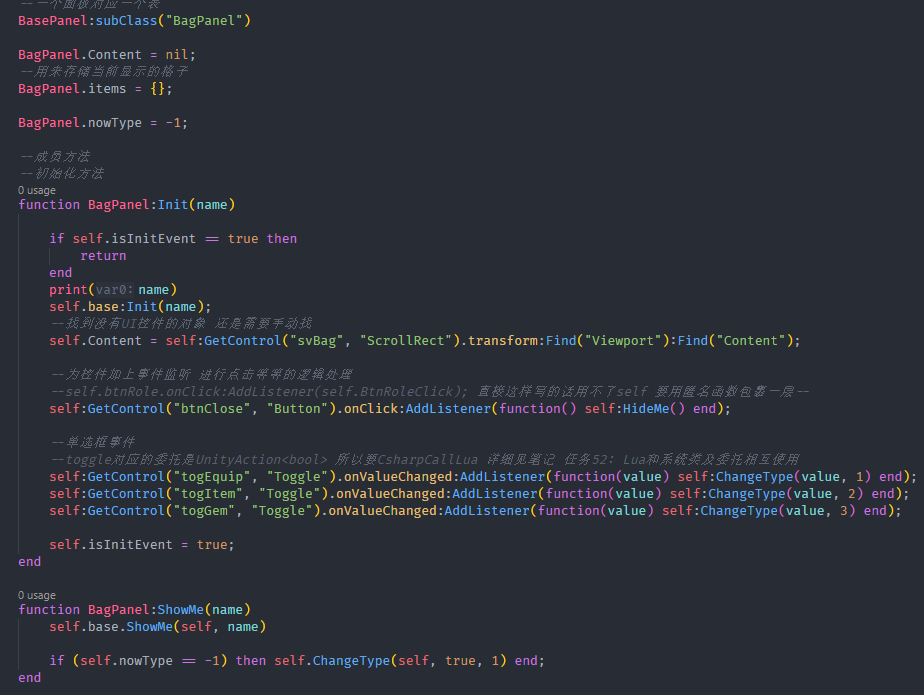 --一个面板对应一个表
BasePanel:subClass("BagPanel")
BagPanel.Content = nil;
--用来存储当前显示的格子
BagPanel.items = {};
BagPanel.nowType = -1;
--成员方法
--初始化方法
0 usage
function BagPanel:Init(name)
if self.isInitEvent == true then
return
end
print(var0: name)
self.base:Init(name);
--找到没有UI控件的对象 还是需要手动找
self.Content = self:GetControl("svBag", "ScrollRect").transform:Find("Viewport"):Find("Content");
--为控件加上事件监听 进行点击等等的逻辑处理
--self.btnRole.onClick:AddListener(self.BtnRoleClick); 直接这样写的话用不了self 要用匿名函数包裹一层--
self:GetControl("btnClose", "Button").onClick:AddListener(function() self:HideMe() end);
--单选框事件
--toggle对应的委托是UnityAction<bool> 所以要CsharpCallLua 详细见笔记 任务52: Lua和系统类及委托相互使用
self:GetControl("togEquip", "Toggle").onValueChanged:AddListener(function(value) self:ChangeType(value, 1) end);
self:GetControl("togItem", "Toggle").onValueChanged:AddListener(function(value) self:ChangeType(value, 2) end);
self:GetControl("togGem", "Toggle").onValueChanged:AddListener(function(value) self:ChangeType(value, 3) end);
self.isInitEvent = true;
end
0 usage
function BagPanel:ShowMe(name)
self.base.ShowMe(self, name)
if (self.nowType == -1) then self.ChangeType(self, true, 1) end;
end